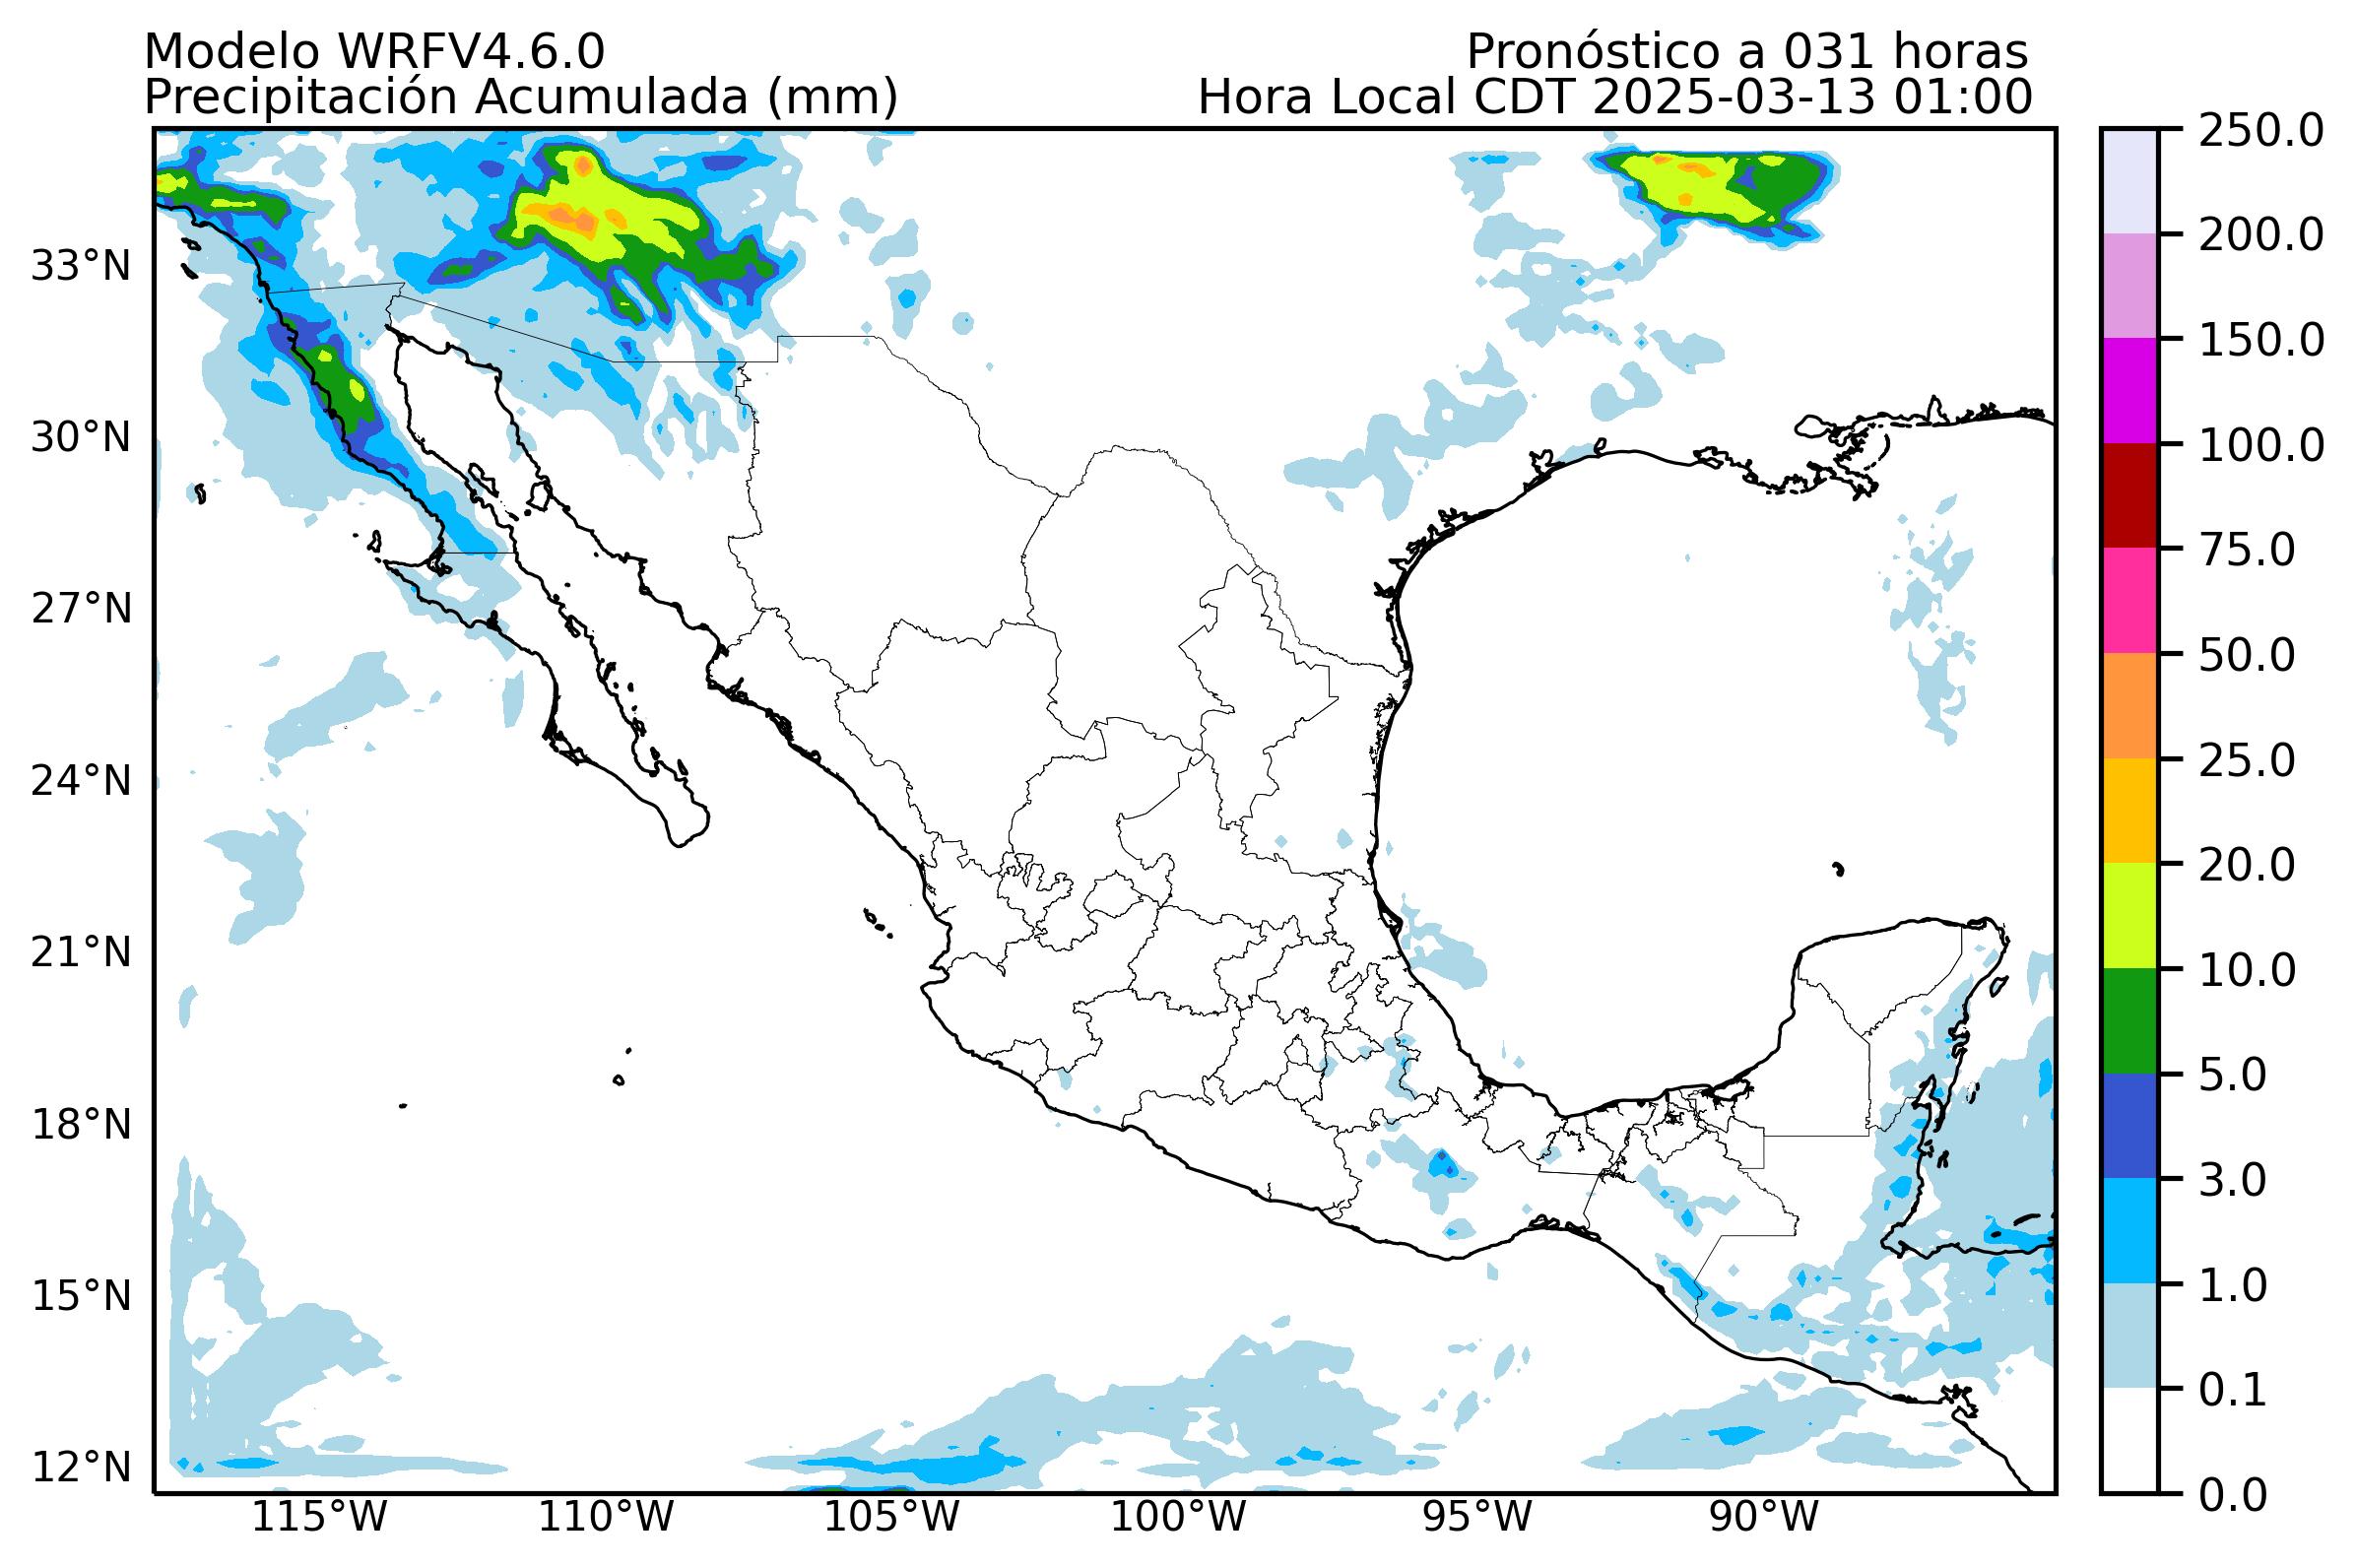 Modelo WRFV4.6.0
Pronóstico a 031 horas
Precipitación Acumulada (mm)
Hora Local CDT 2025-03-13 01:00
33°N
30°N
27°N
24°N
21°N
18°N
15°N
12°N
115°W
110°W
105°W
100°W
95°W
90°W
250.0
200.0
150.0
100.0
75.0
50.0
25.0
20.0
10.0
5.0
3.0
1.0
0.1
0.0